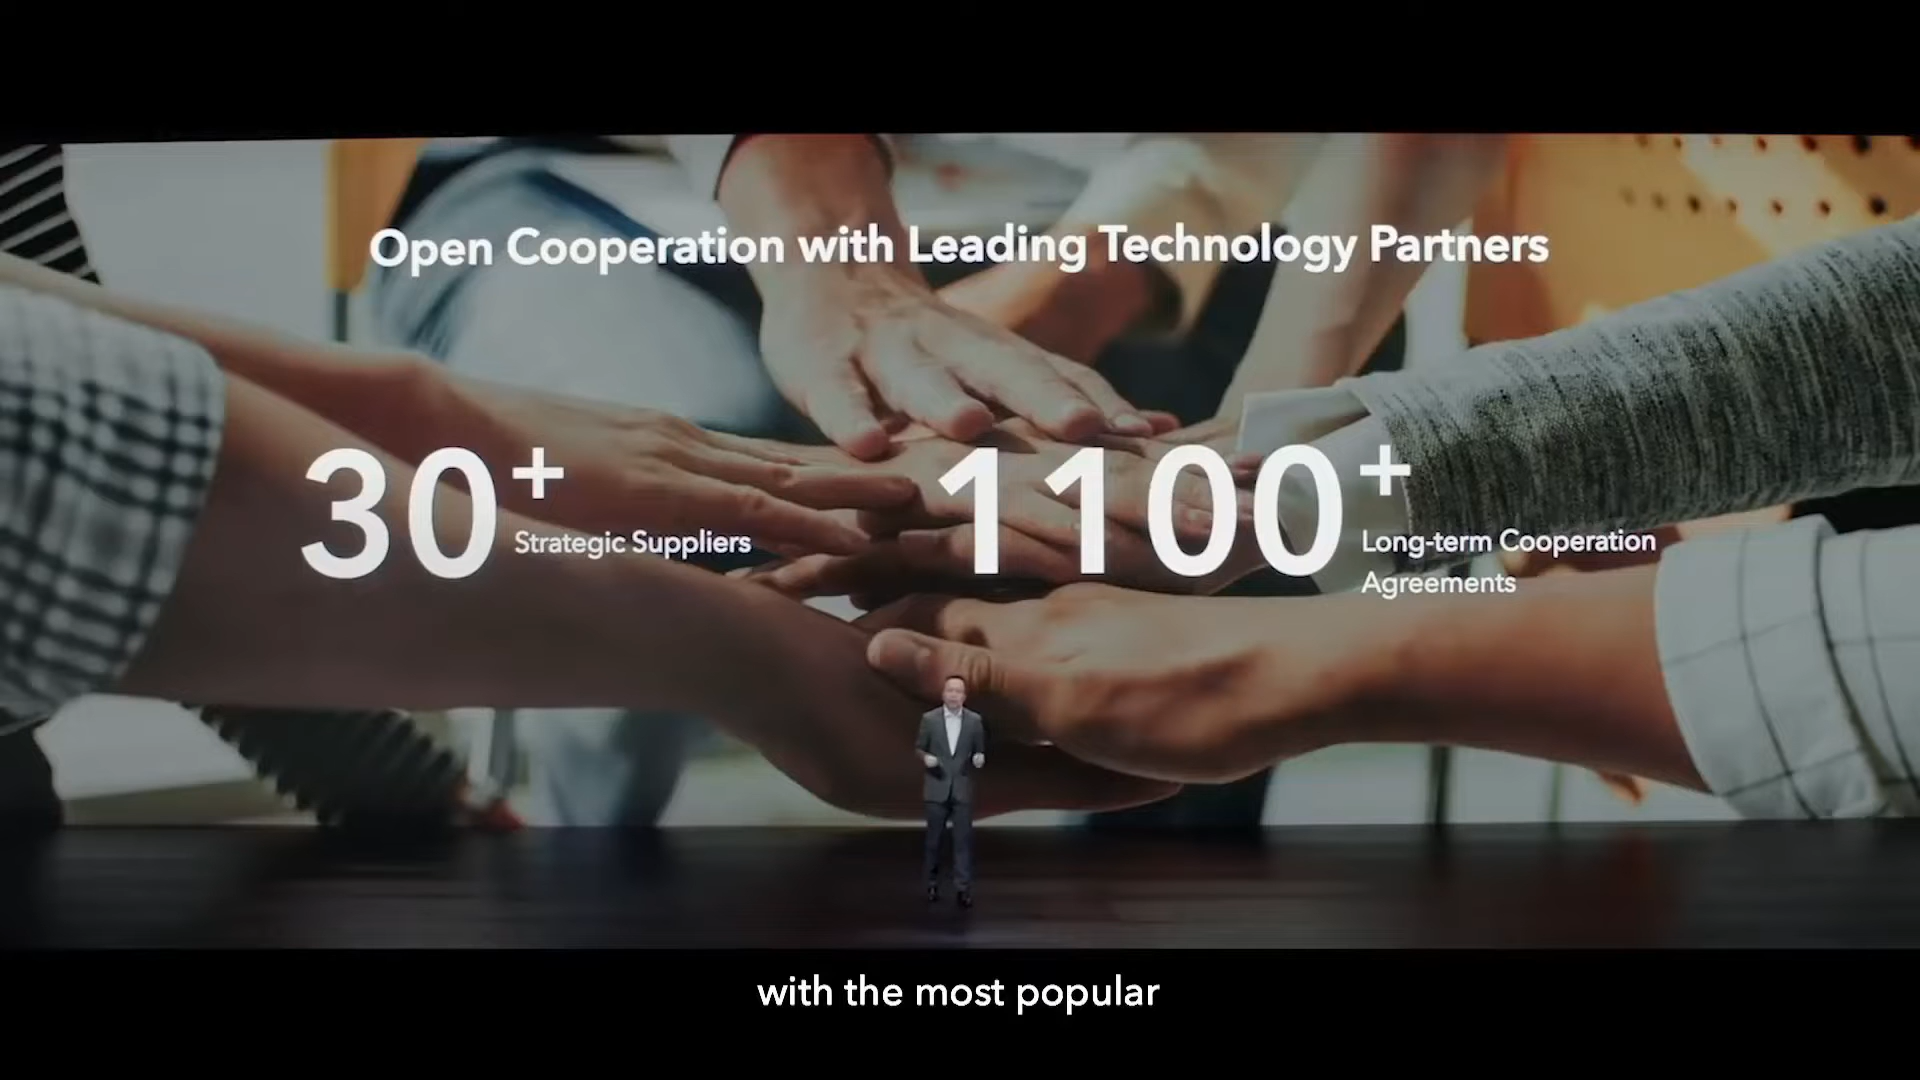 Open Cooperation with Leading Technology Partners
30+
Strategic Suppliers
1100+
Long-term Cooperation
Agreements
with the most popular